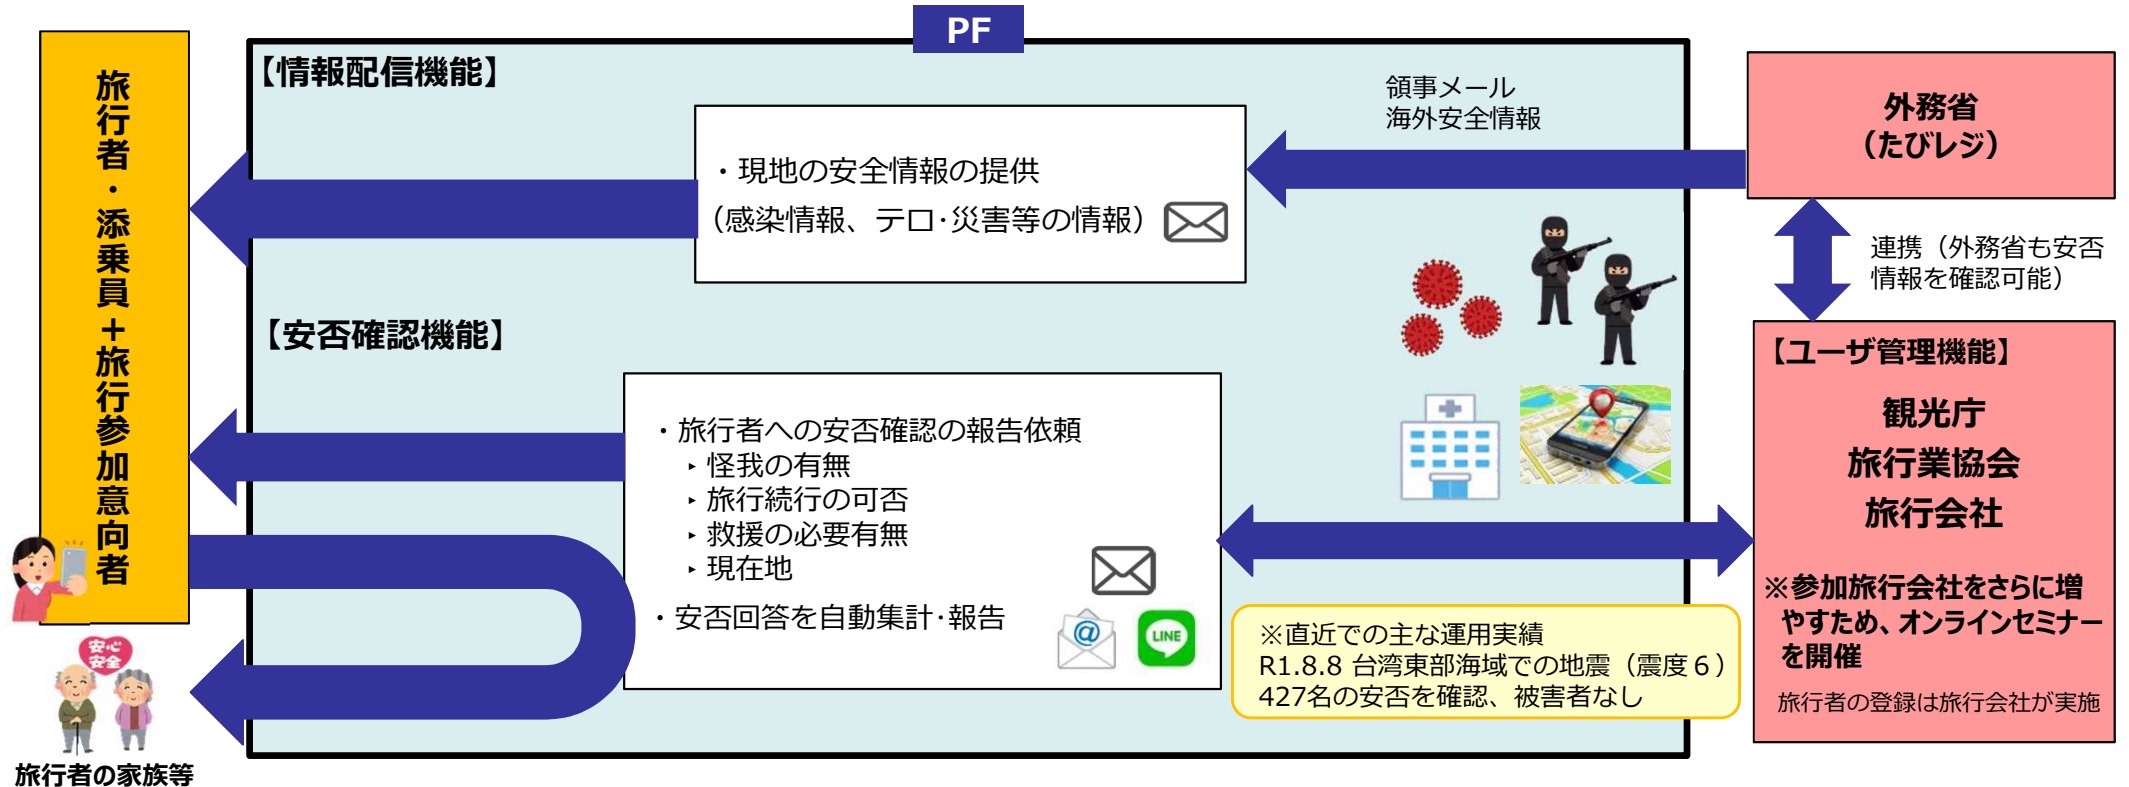 PF
旅行者・添乗員＋旅行参加意向者
【情報配信機能】
領事メール
海外安全情報
・現地の安全情報の提供
（感染情報、テロ･災害等の情報）
外務省
（たびレジ）
連携（外務省も安否
情報を確認可能）
【安否確認機能】
・旅行者への安否確認の報告依頼
‣ 怪我の有無
‣ 旅行続行の可否
‣ 救援の必要有無
‣ 現在地
・安否回答を自動集計･報告
@
LINE
【ユーザ管理機能】
観光庁
旅行業協会
旅行会社
※参加旅行会社をさらに増
やすため、オンラインセミナー
を開催
旅行者の登録は旅行会社が実施
※直近での主な運用実績
R1.8.8 台湾東部海域での地震（震度６）
427名の安否を確認、被害者なし
安心
安全
旅行者の家族等